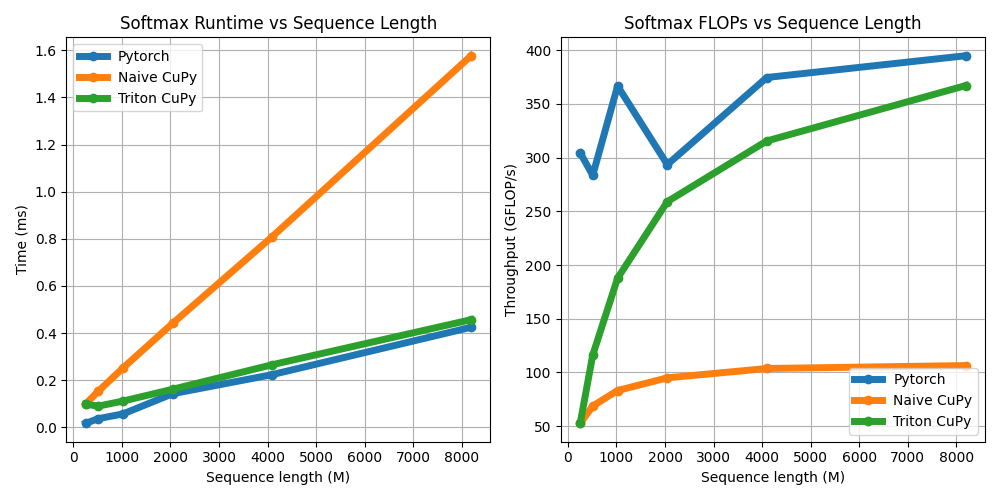 Softmax Runtime vs Sequence Length
1.6
1.4
1.2
1.0
0.8
0.6
0.4
0.2
0.0
Time (ms)
Pytorch
Naive CuPy
Triton CuPy
0 1000 2000 3000 4000 5000 6000 7000 8000
Sequence length (M)
Softmax FLOPs vs Sequence Length
400
350
300
250
200
150
100
50
Throughput (GFLOP/s)
Pytorch
Naive CuPy
Triton CuPy
0 1000 2000 3000 4000 5000 6000 7000 8000
Sequence length (M)